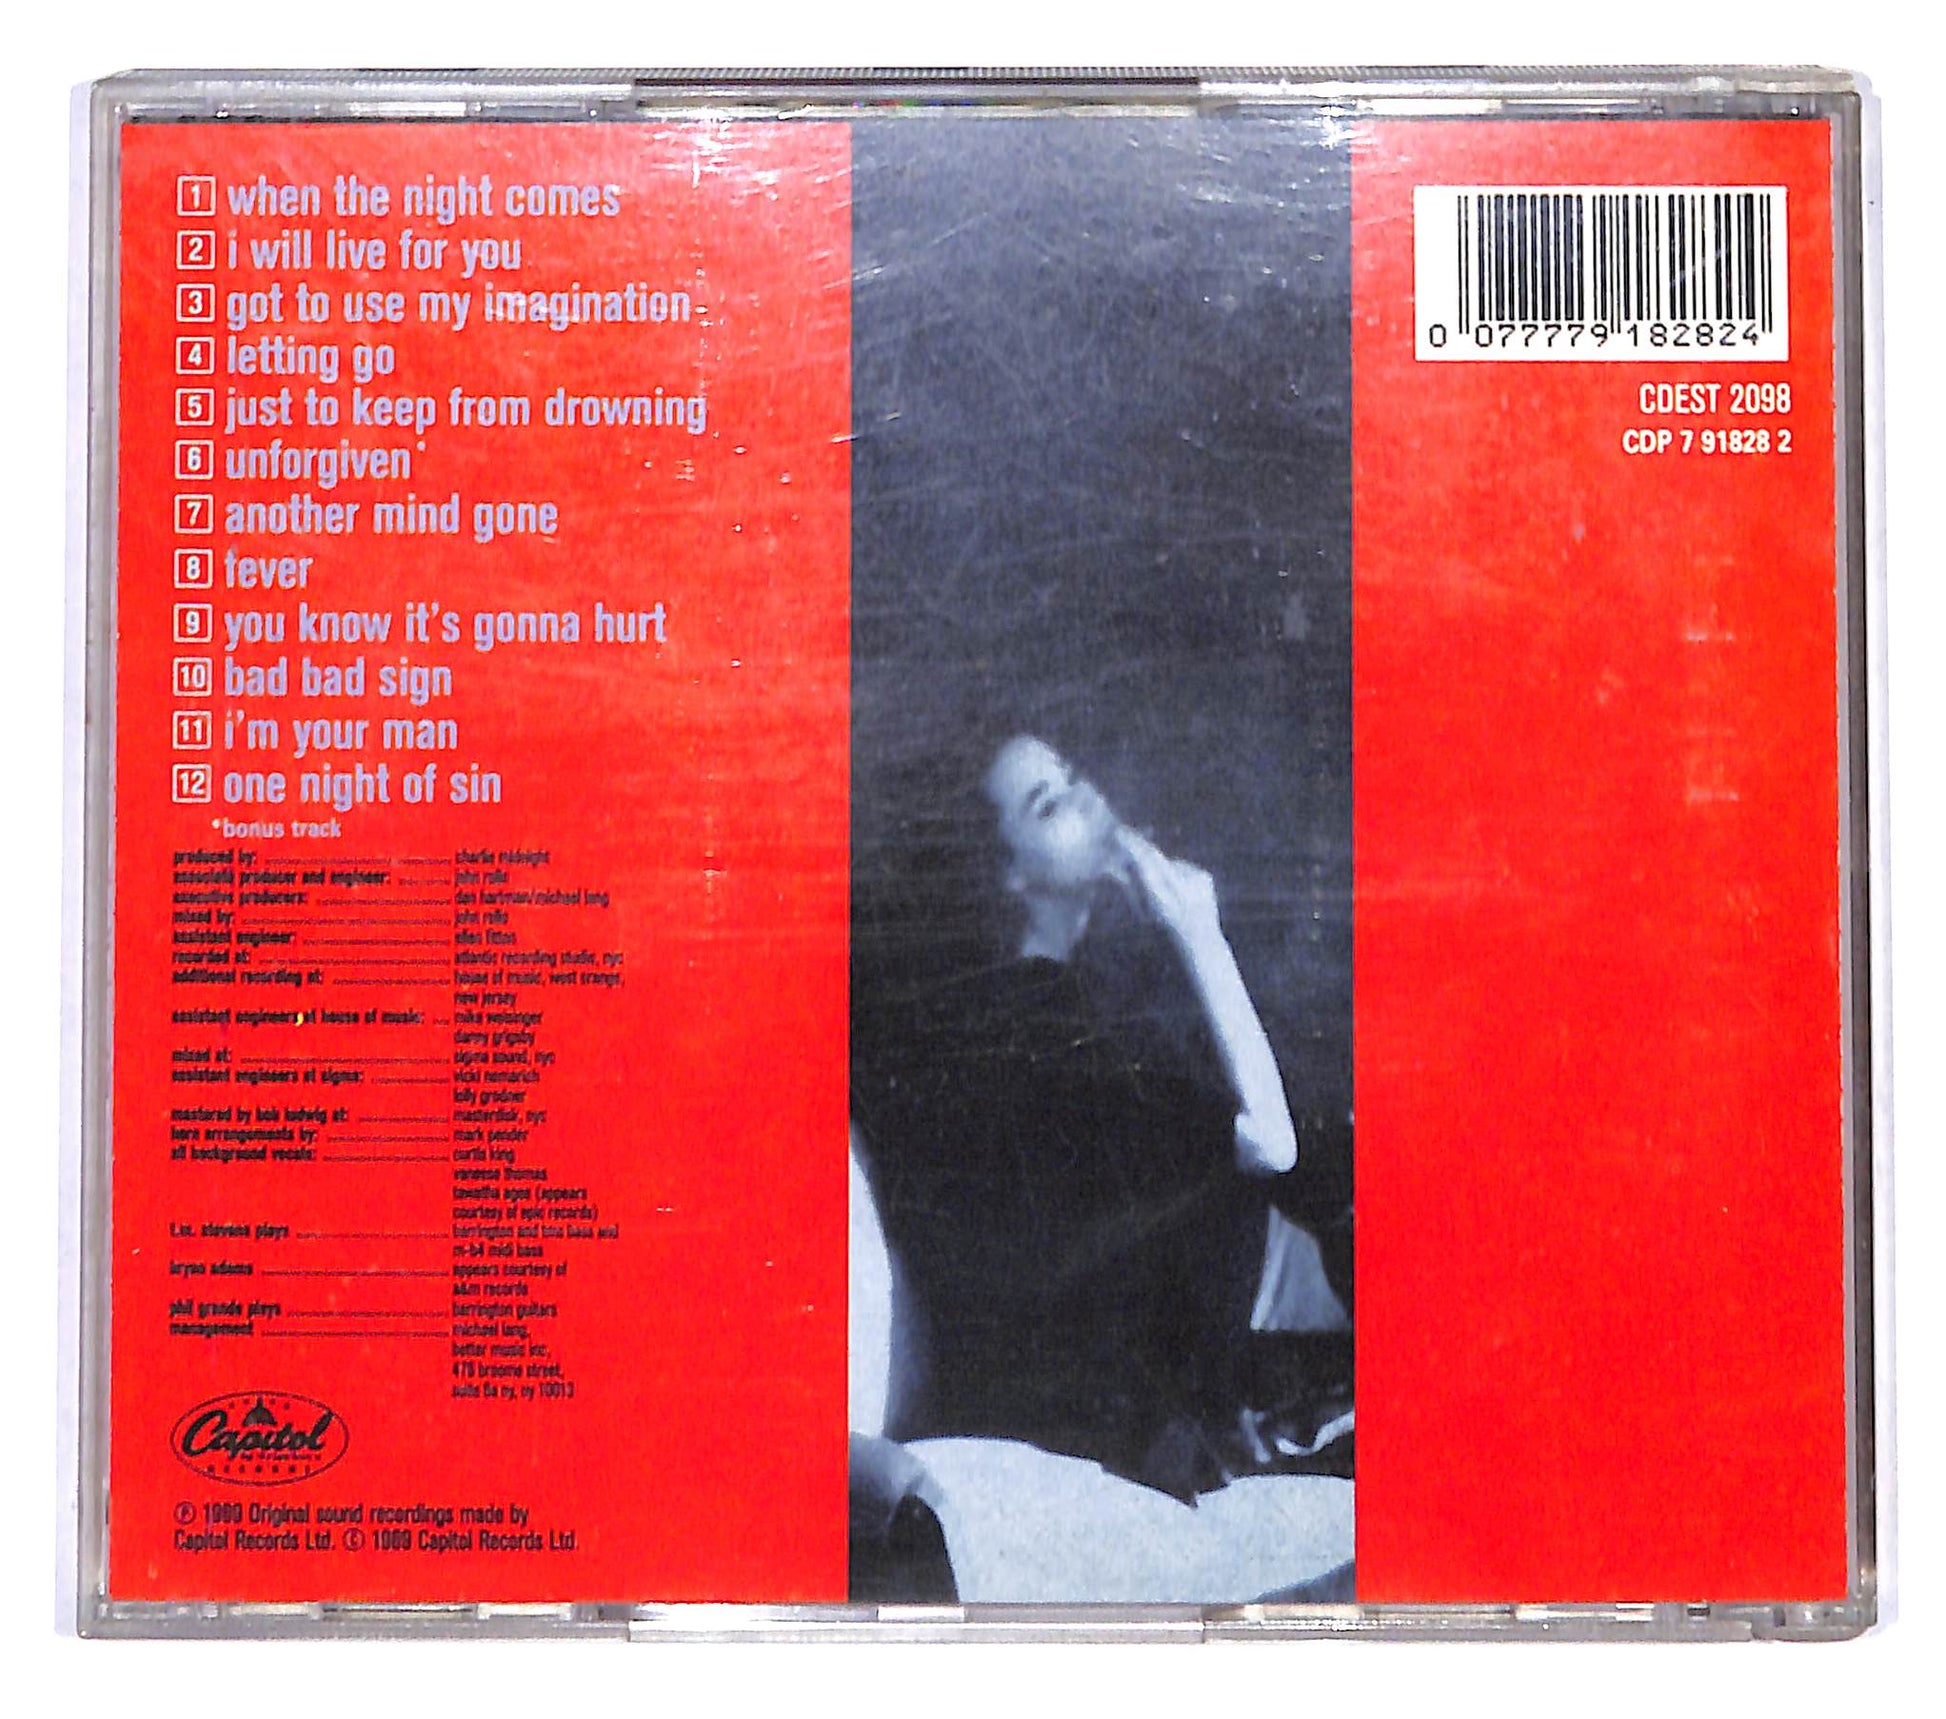 1 when the night comes
2 i will live for you
3 got to use my imagination
4 letting go
5 just to keep from drowning
6 unforgiven*
7 another mind gone
8 fever
9 you know it's gonna hurt
10 bad bad sign
11 i'm your man
12 one night of sin
*bonus track
produced by: charlie midnight
associate producer and engineer: john rollo
executive producers: dan hartman/michael lang
mixed by: john rollo
assistant engineer: ellen fitton
recorded at: atlantic recording studio, nyc
additional recording at: house of music, west orange,
new jersey
assistant engineers at house of music: mike weisinger
danny grigsby
mixed at: sigma sound, nyc
assistant engineers at sigma: vicki nemarich
lolly grodner
mastered by bob ludwig at: masterdisk, nyc
horn arrangements by: mark pender
all background vocals: curtis king
vanesse thomas
tawatha agee (appears
courtesy of epic records)
t.m. stevens plays barrington and bass and
m-b4 midi bass
bryan adams appears courtesy of
a&m records
phil grande plays barrington guitars
management michael lang,
better music inc.
475 broome street,
suite 6a ny, ny 10013
Capitol
RECORDS
℗ 1989 Original sound recordings made by
Capitol Records Ltd. © 1989 Capitol Records Ltd
0 077779 182824
CDEST 2098
CDP 7 91828 2